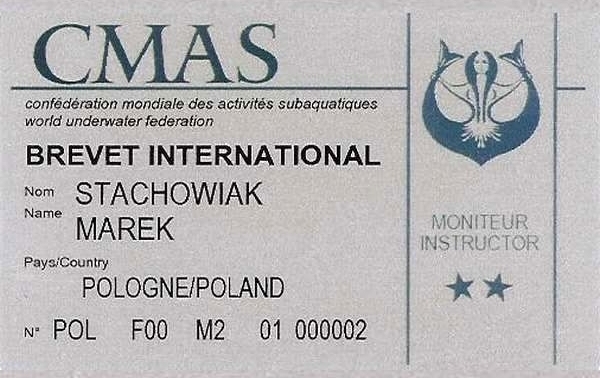 CMAS
confédération mondiale des activités subaquatiques
world underwater federation
BREVET INTERNATIONAL
Nom STACHOWIAK
Name MAREK
Pays/Country
POLOGNE/POLAND
N° POL F00 M2 01 000002
MONITEUR
INSTRUCTOR